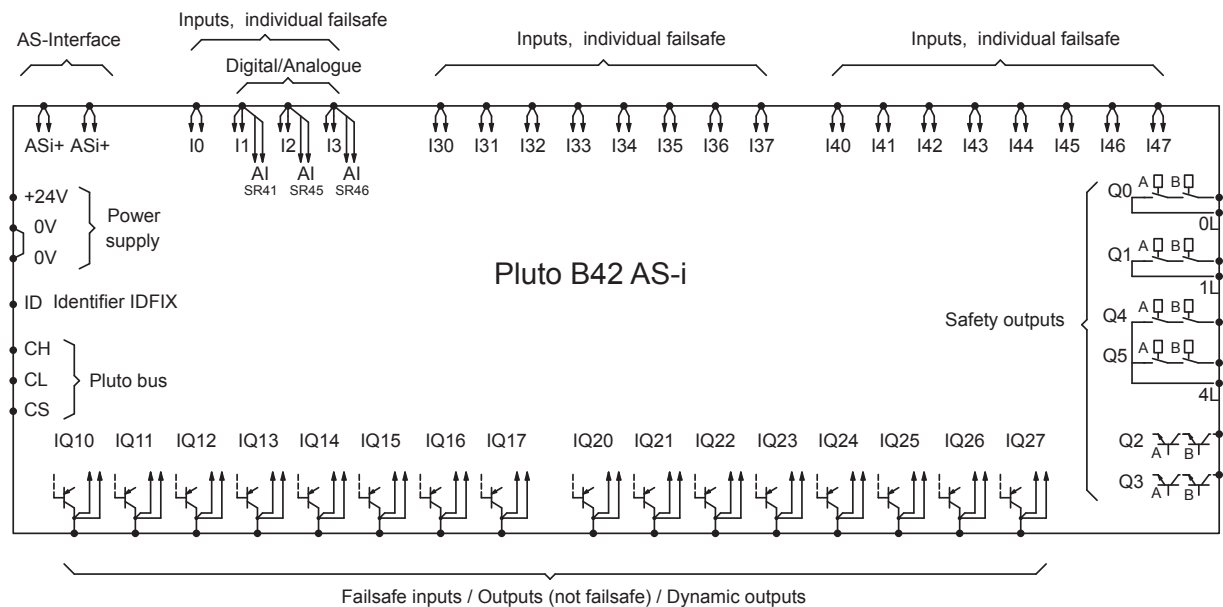 Inputs, individual failsafe
AS-Interface
Inputs, individual failsafe
Inputs, individual failsafe
Digital/Analogue
ASi+ ASi+ I0 I1 I2 I3 I30 I31 I32 I33 I34 I35 I36 I37 I40 I41 I42 I43 I44 I45 I46 I47
AI AI AI
SR41 SR45 SR46
+24V
0V
0V
Power
supply
ID Identifier IDFIX
CH
CL
CS
Pluto bus
Pluto B42 AS-i
Safety outputs
Q0 A B
0L
Q1 A B
1L
Q4 A B
Q5 A B
4L
Q2 A B
Q3 A B
IQ10 IQ11 IQ12 IQ13 IQ14 IQ15 IQ16 IQ17 IQ20 IQ21 IQ22 IQ23 IQ24 IQ25 IQ26 IQ27
Failsafe inputs / Outputs (not failsafe) / Dynamic outputs